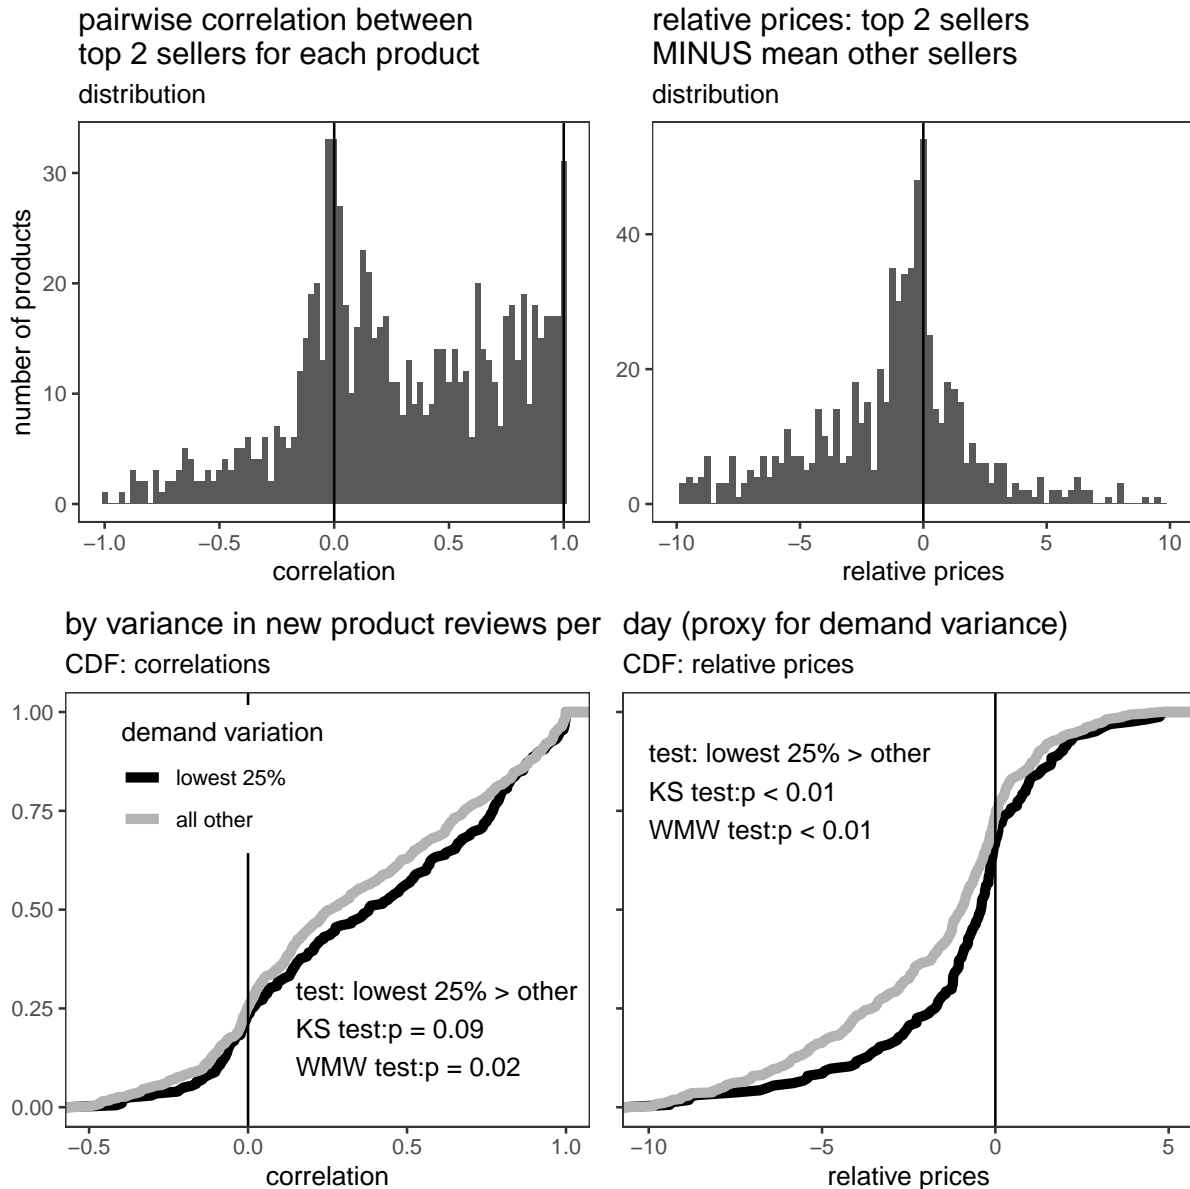 pairwise correlation between
top 2 sellers for each product
distribution
30
20
10
0
number of products
−1.0
−0.5
0.0
0.5
1.0
correlation
relative prices: top 2 sellers
MINUS mean other sellers
distribution
40
20
0
−10
−5
0
5
10
relative prices
by variance in new product reviews per day (proxy for demand variance)
CDF: correlations
1.00
0.75
0.50
0.25
0.00
demand variation
lowest 25%
all other
test: lowest 25% > other
KS test:p = 0.09
WMW test:p = 0.02
−0.5
0.0
0.5
1.0
correlation
CDF: relative prices
test: lowest 25% > other
KS test:p < 0.01
WMW test:p < 0.01
−10
−5
0
5
relative prices